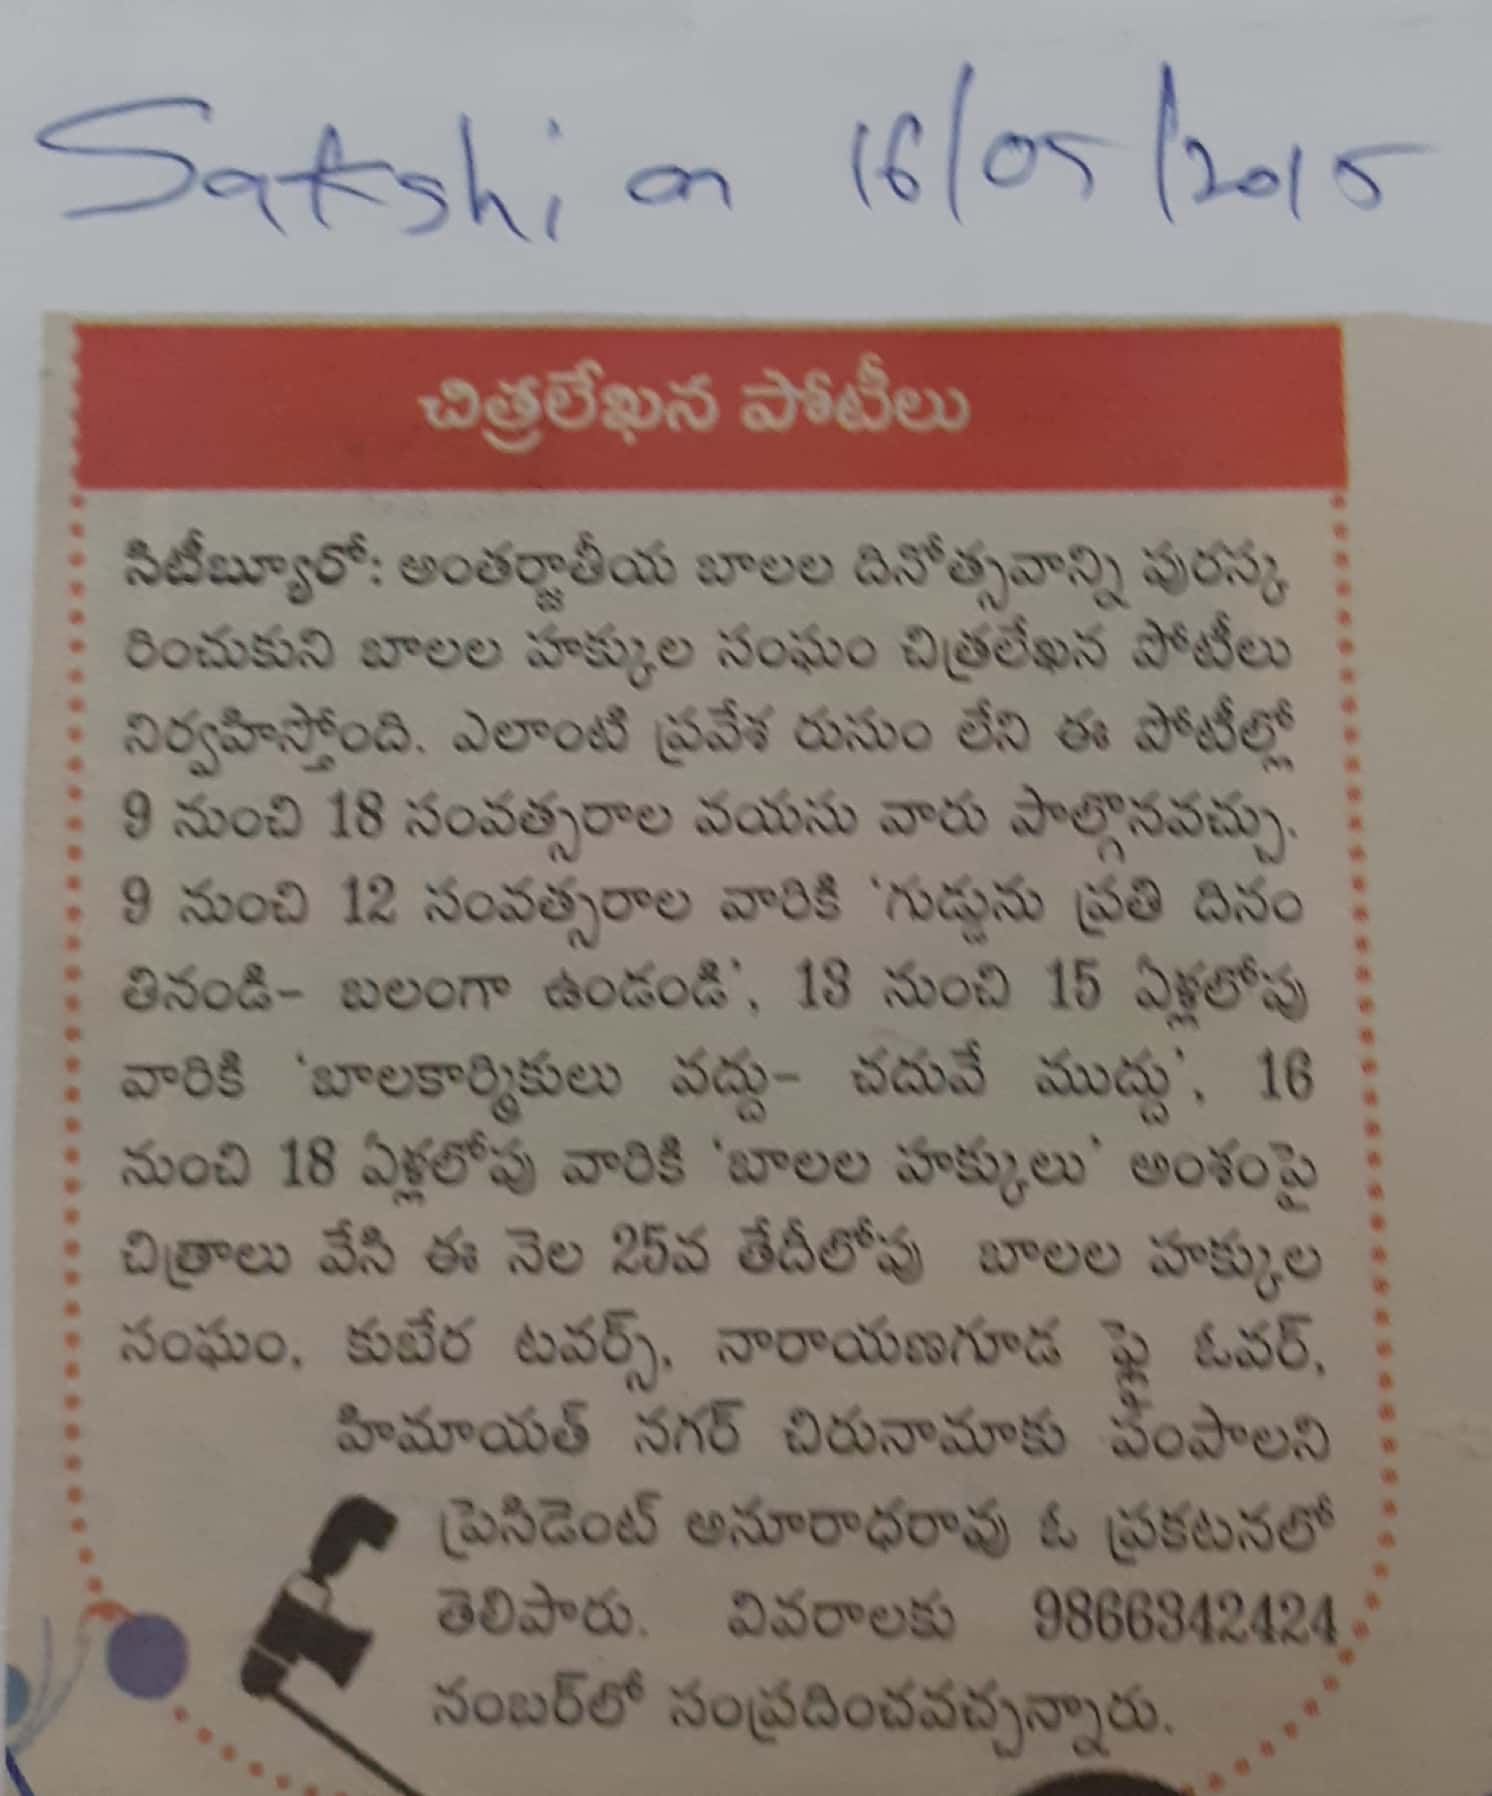 Sakshi on 16/05/2015
చిత్రలేఖన పోటీలు
సిటీబ్యూరో: అంతర్జాతీయ బాలల దినోత్సవాన్ని పురస్క
రించుకుని బాలల హక్కుల సంఘం చిత్రలేఖన పోటీలు
నిర్వహిస్తోంది. ఎలాంటి ప్రవేశ రుసుం లేని ఈ పోటీల్లో
9 నుంచి 18 సంవత్సరాల వయసు వారు పాల్గొనవచ్చు.
9 నుంచి 12 సంవత్సరాల వారికి 'గుడ్డును ప్రతి దినం
తినండి- బలంగా ఉండండి', 13 నుంచి 15 ఏళ్లలోపు
వారికి 'బాలకార్మికులు వద్దు- చదువే ముద్దు', 16
నుంచి 18 ఏళ్లలోపు వారికి 'బాలల హక్కులు' అంశంపై
చిత్రాలు వేసి ఈ నెల 25వ తేదీలోపు బాలల హక్కుల
సంఘం, కుబేర టవర్స్, నారాయణగూడ ఫ్లై ఓవర్,
హిమాయత్ నగర్ చిరునామాకు పంపాలని
ప్రెసిడెంట్ అనూరాధరావు ఓ ప్రకటనలో
తెలిపారు. వివరాలకు 9866342424
నంబర్‌లో సంప్రదించవచ్చన్నారు.